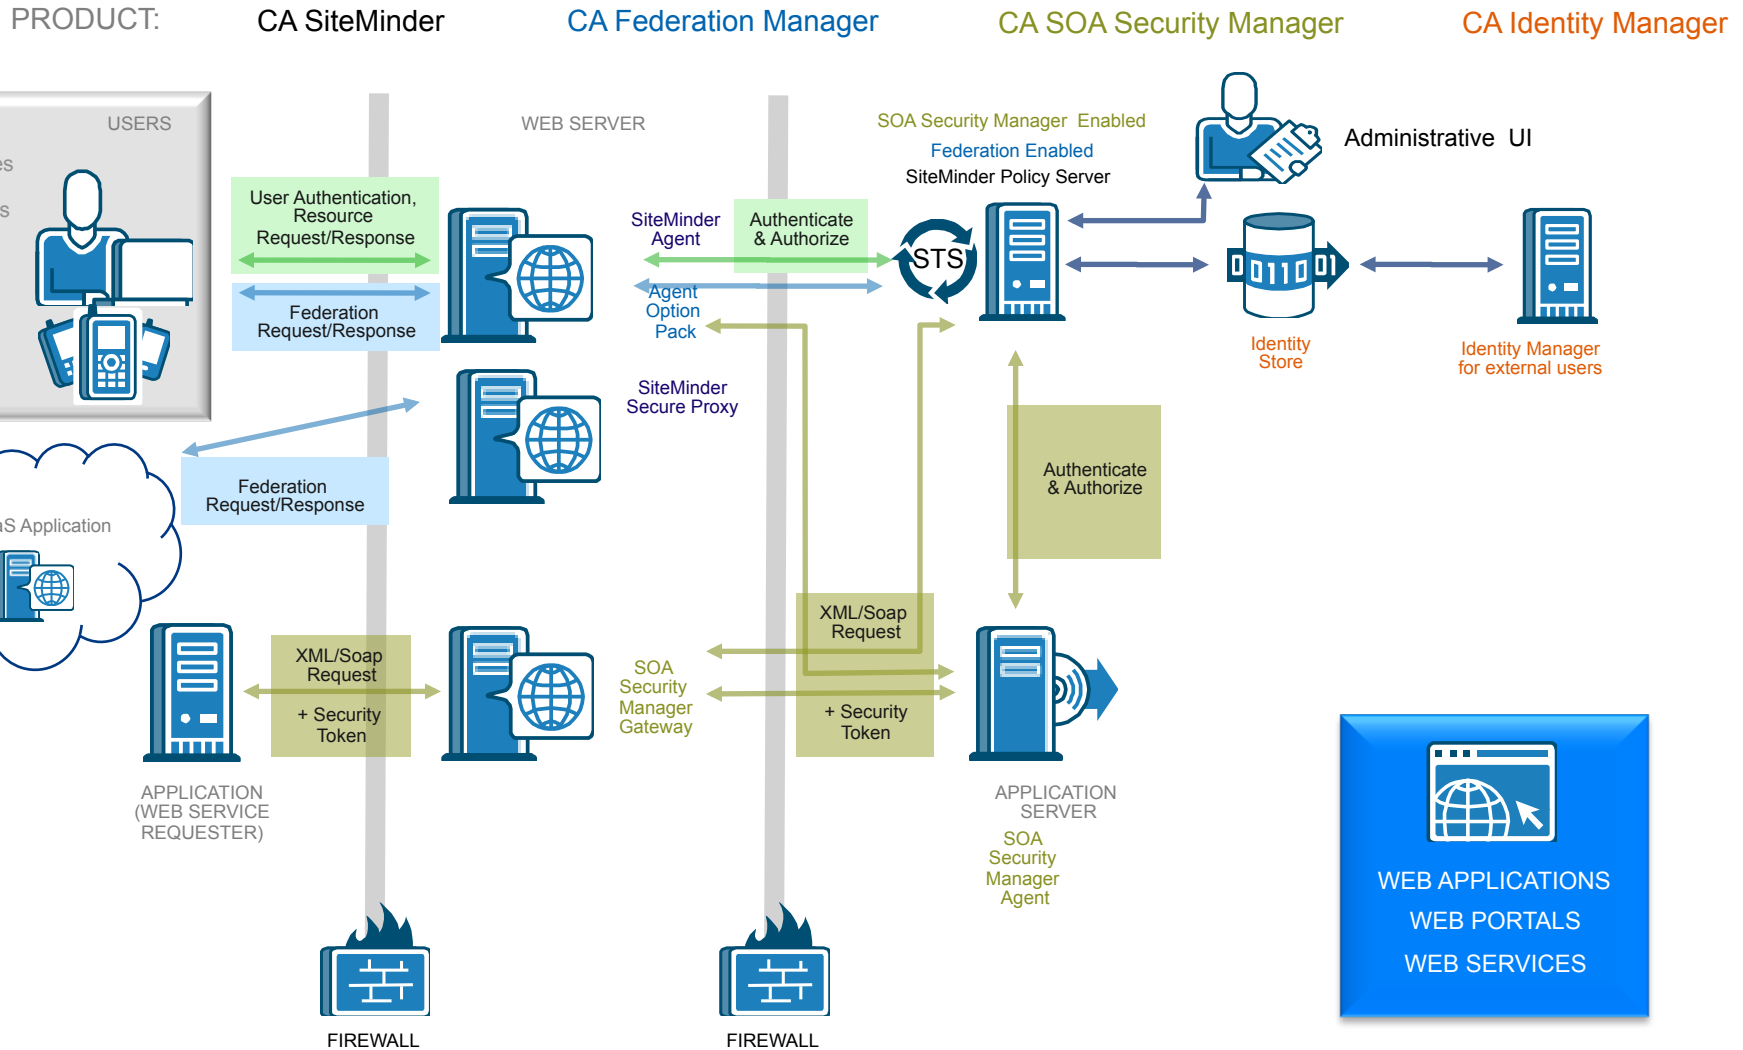 PRODUCT: CA SiteMinder CA Federation Manager CA SOA Security Manager CA Identity Manager
USERS
WEB SERVER
SOA Security Manager Enabled
Federation Enabled
SiteMinder Policy Server
Administrative UI
User Authentication,
Resource
Request/Response
Federation
Request/Response
SiteMinder
Agent
Agent
Option
Pack
Authenticate
& Authorize
STS
0110 01
Identity
Store
Identity Manager
for external users
SiteMinder
Secure Proxy
Federation
Request/Response
Application
Authenticate
& Authorize
XML/Soap
Request
+ Security
Token
SOA
Security
Manager
Gateway
XML/Soap
Request
+ Security
Token
APPLICATION
(WEB SERVICE
REQUESTER)
APPLICATION
SERVER
SOA
Security
Manager
Agent
WEB APPLICATIONS
WEB PORTALS
WEB SERVICES
FIREWALL
FIREWALL